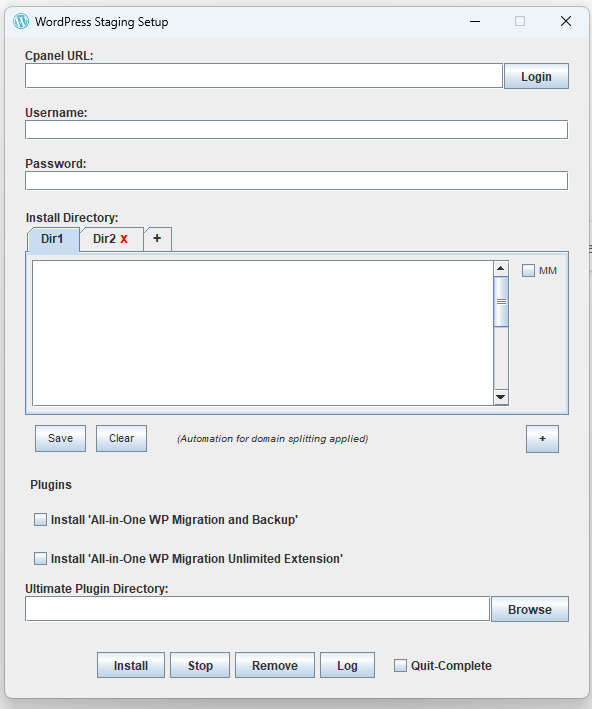 WordPress Staging Setup
Cpanel URL:
Login
Username:
Password:
Install Directory:
Dir1 Dir2 x +
MM
Save Clear (Automation for domain splitting applied) +
Plugins
Install 'All-in-One WP Migration and Backup'
Install 'All-in-One WP Migration Unlimited Extension'
Ultimate Plugin Directory:
Browse
Install Stop Remove Log Quit-Complete